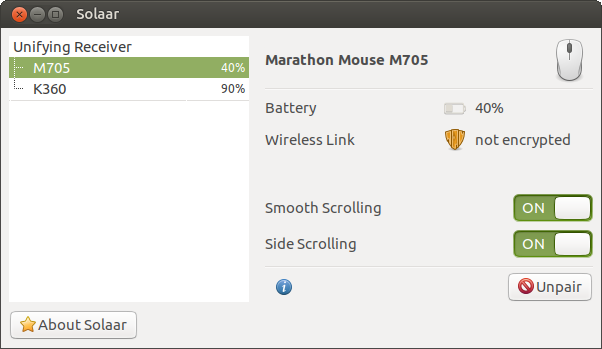 Solaar
Unifying Receiver
M705 40%
K360 90%
Marathon Mouse M705
Battery 40%
Wireless Link not encrypted
Smooth Scrolling ON
Side Scrolling ON
Unpair
About Solaar